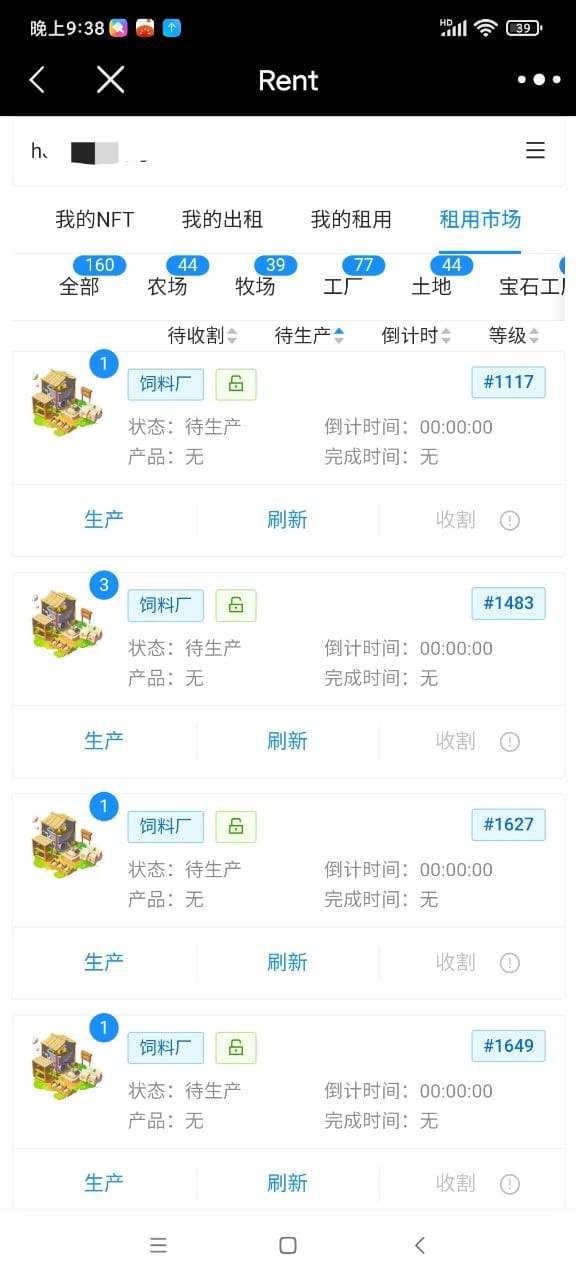 晚上9:38 HD 39
Rent
我的NFT 我的出租 我的租用 租用市场
160 44 39 77 44
全部 农场 牧场 工厂 土地
待收割 待生产 倒计时 等级
1 饲料厂 #1117
状态：待生产 倒计时间：00:00:00
产品：无 完成时间：无
生产 刷新 收割
3 饲料厂 #1483
状态：待生产 倒计时间：00:00:00
产品：无 完成时间：无
生产 刷新 收割
1 饲料厂 #1627
状态：待生产 倒计时间：00:00:00
产品：无 完成时间：无
生产 刷新 收割
1 饲料厂 #1649
状态：待生产 倒计时间：00:00:00
产品：无 完成时间：无
生产 刷新 收割